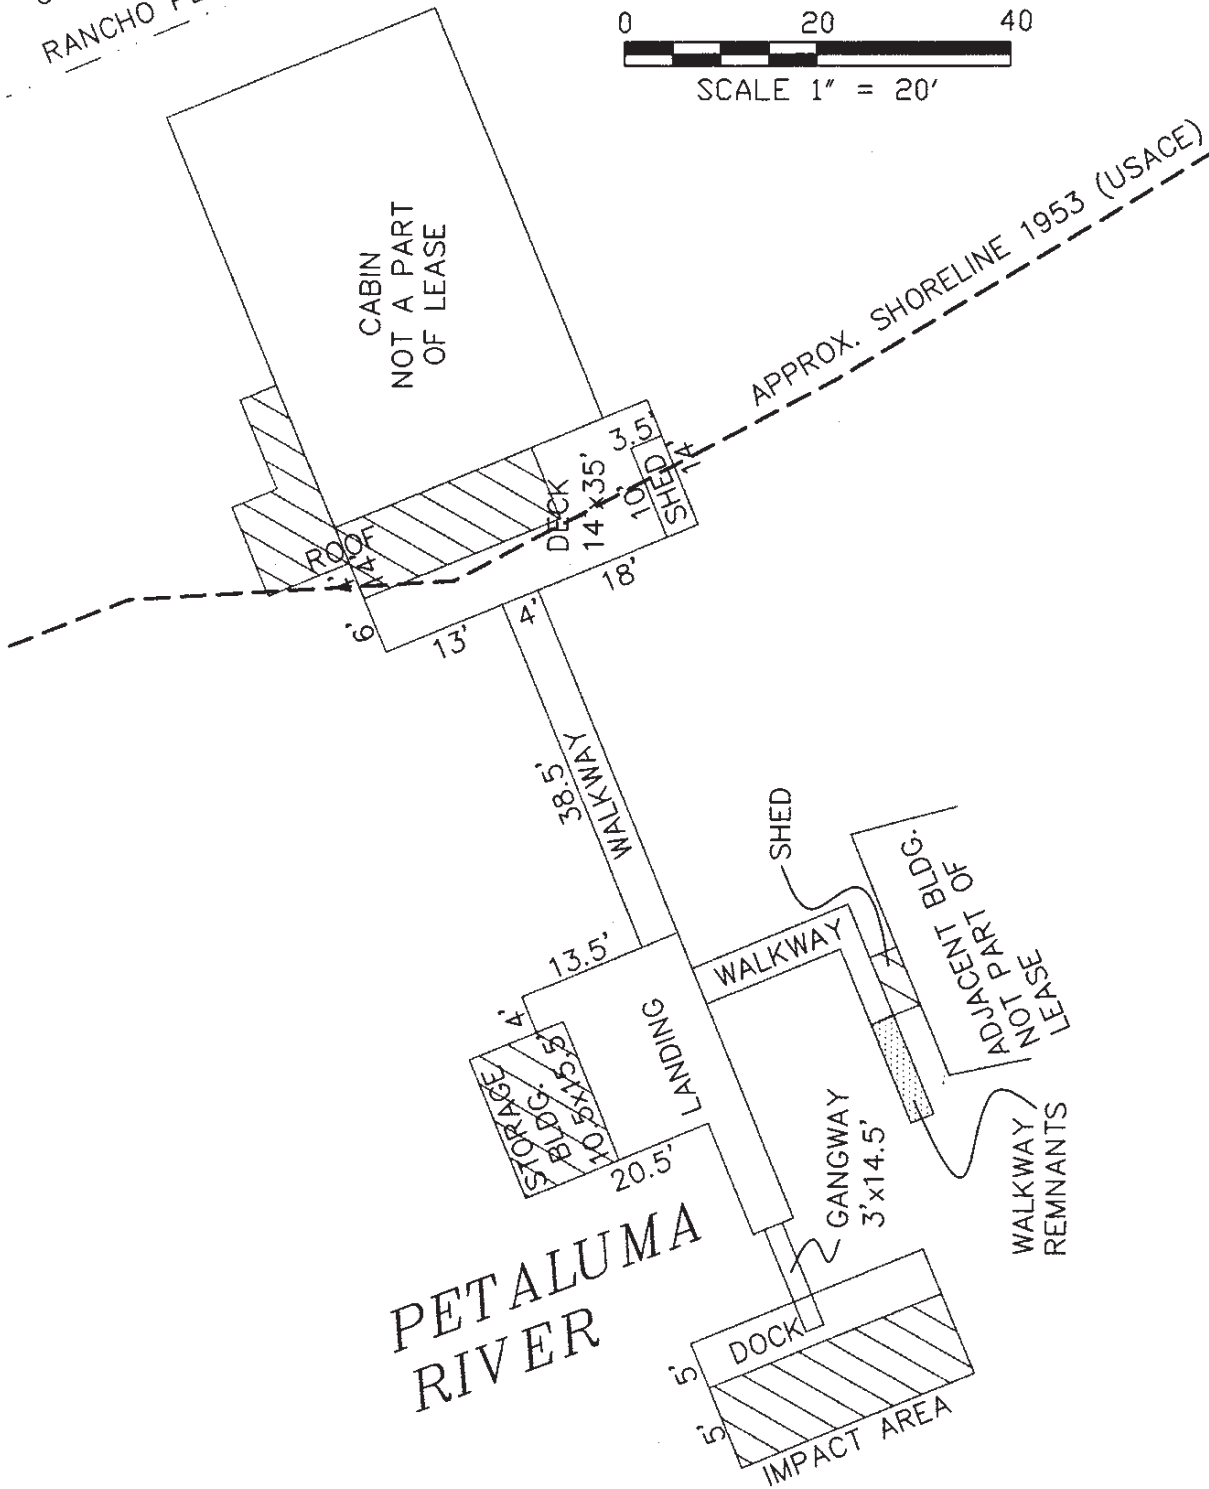 RANCHO
0 20 40
SCALE 1" = 20'
APPROX. SHORELINE 1953 (USACE)
CABIN
NOT A PART
OF LEASE
3.5'
14'
SHED
10'
DECK
14'x35'
ROOF
4'
6'
13'
4'
18'
38.5'
WALKWAY
SHED
WALKWAY
ADJACENT BLDG.
NOT PART OF
LEASE
13.5'
4'
LANDING
STORAGE
BLDG.
10.5x15.5'
20.5'
GANGWAY
3'x14.5'
WALKWAY
REMNANTS
PETALUMA
RIVER
DOCK
5'
5'
IMPACT AREA